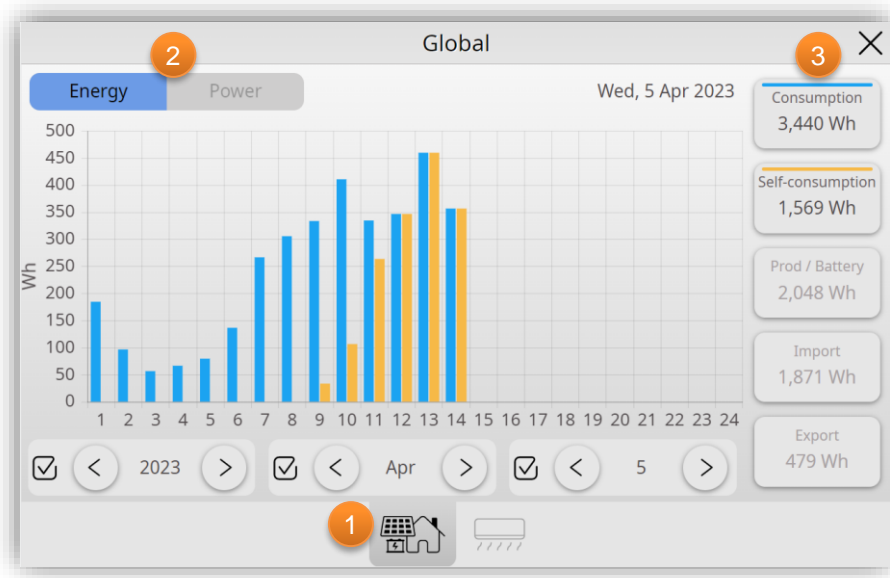 Global
2
3
Energy
Power
Wed, 5 Apr 2023
Consumption
3,440 Wh
Self-consumption
1,569 Wh
Prod / Battery
2,048 Wh
Import
1,871 Wh
Export
479 Wh
Wh
500
450
400
350
300
250
200
150
100
50
0
1 2 3 4 5 6 7 8 9 10 11 12 13 14 15 16 17 18 19 20 21 22 23 24
2023
Apr
5
1